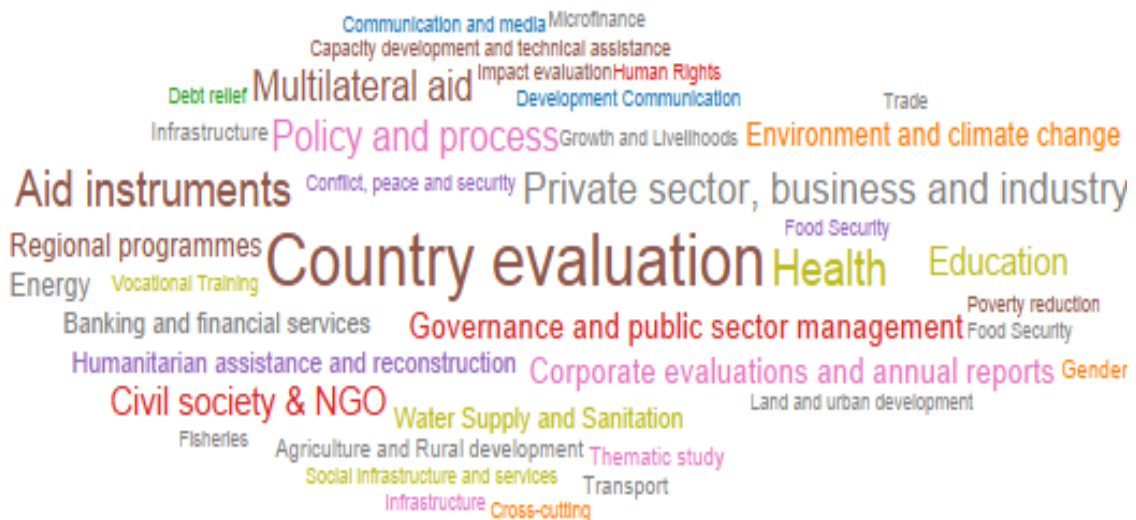 Communication and media Microfinance
Capacity development and technical assistance
Debt relief Multilateral aid Impact evaluation Human Rights
Development Communication Trade
Infrastructure Policy and process Growth and Livelihoods Environment and climate change
Aid instruments Conflict, peace and security Private sector, business and industry
Regional programmes Country evaluation Food Security
Energy Vocational Training Health Education
Poverty reduction
Banking and financial services Governance and public sector management Food Security
Humanitarian assistance and reconstruction Corporate evaluations and annual reports Gender
Civil society & NGO Water Supply and Sanitation Land and urban development
Fisheries Agriculture and Rural development Thematic study
Social infrastructure and services Transport
Infrastructure Cross-cutting